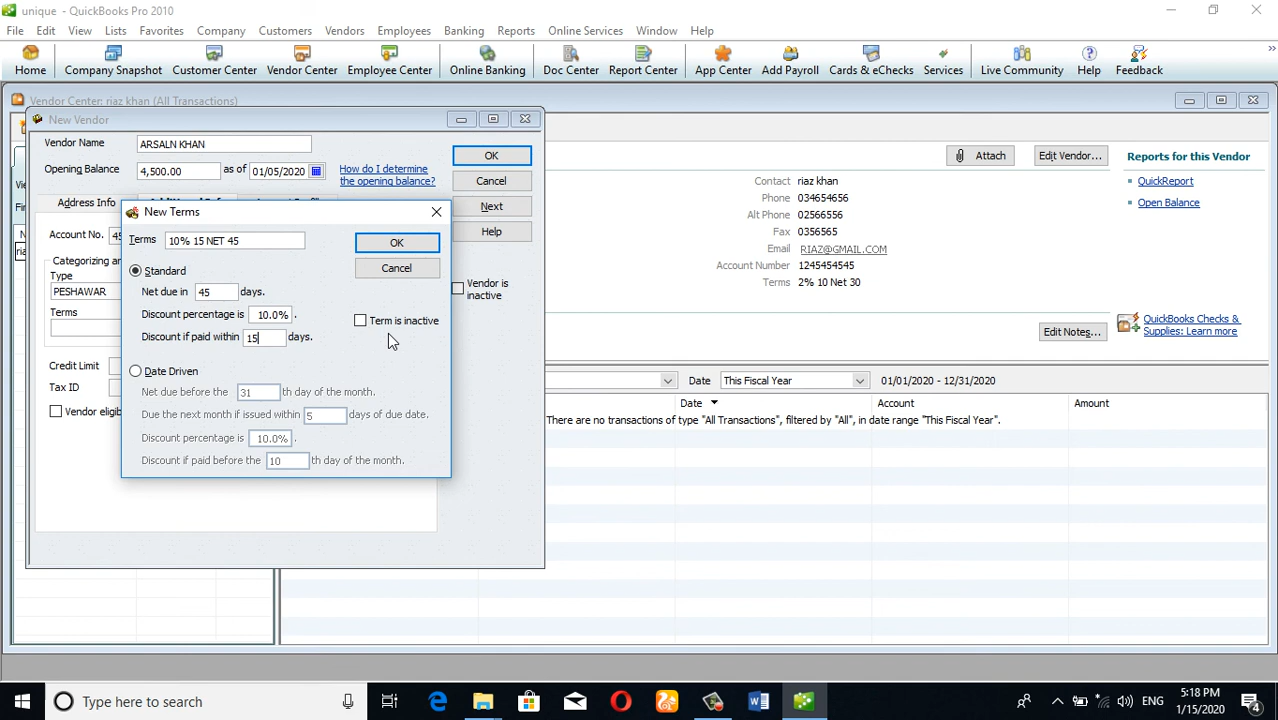 unique - QuickBooks Pro 2010
File Edit View Lists Favorites Company Customers Vendors Employees Banking Reports Online Services Window Help
Home Company Snapshot Customer Center Vendor Center Employee Center Online Banking Doc Center Report Center App Center Add Payroll Cards & eChecks Services Live Community Help Feedback
Vendor Center: riaz khan (All Transactions)
New Vendor
Vendor Name ARSALN KHAN
Opening Balance 4,500.00 as of 01/05/2020
How do I determine
the opening balance?
OK
Cancel
Next
Help
Address Info
Account No. 45
Categorizing an
Type
PESHAWAR
Terms
Credit Limit
Tax ID
Vendor eligib
Vendor is
inactive
New Terms
Terms 10% 15 NET 45
OK
Cancel
Standard
Net due in 45 days.
Discount percentage is 10.0% .
Discount if paid within 15 days.
Term is inactive
Date Driven
Net due before the 31 th day of the month.
Due the next month if issued within 5 days of due date.
Discount percentage is 10.0% .
Discount if paid before the 10 th day of the month.
Attach
Edit Vendor...
Contact riaz khan
Phone 034654656
Alt Phone 02566556
Fax 0356565
Email RIAZ@GMAIL.COM
Account Number 1245454545
Terms 2% 10 Net 30
Edit Notes...
Reports for this Vendor
QuickReport
Open Balance
QuickBooks Checks &
Supplies: Learn more
Date This Fiscal Year 01/01/2020 - 12/31/2020
Date Account Amount
There are no transactions of type "All Transactions", filtered by "All", in date range "This Fiscal Year".
Type here to search
ENG
5:18 PM
1/15/2020
4